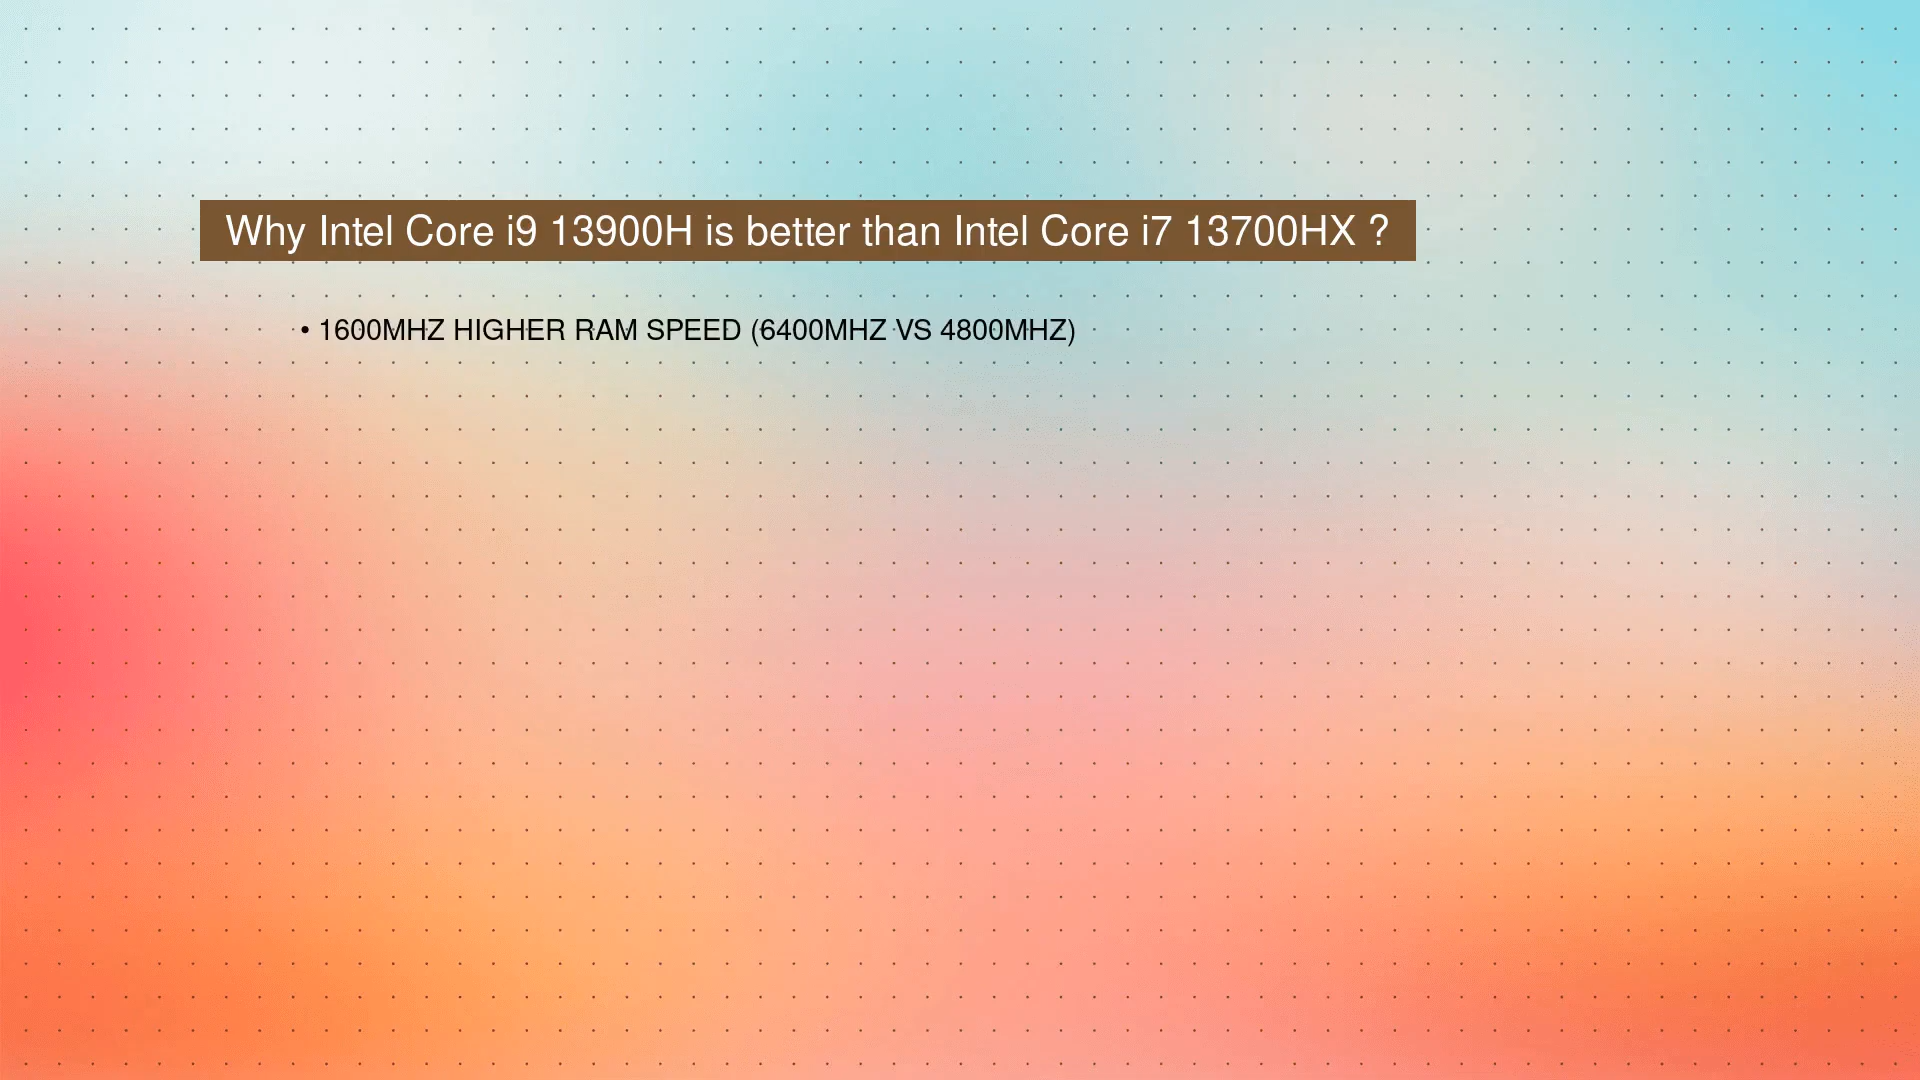 Why Intel Core i9 13900H is better than Intel Core i7 13700HX ?
• 1600MHZ HIGHER RAM SPEED (6400MHZ VS 4800MHZ)